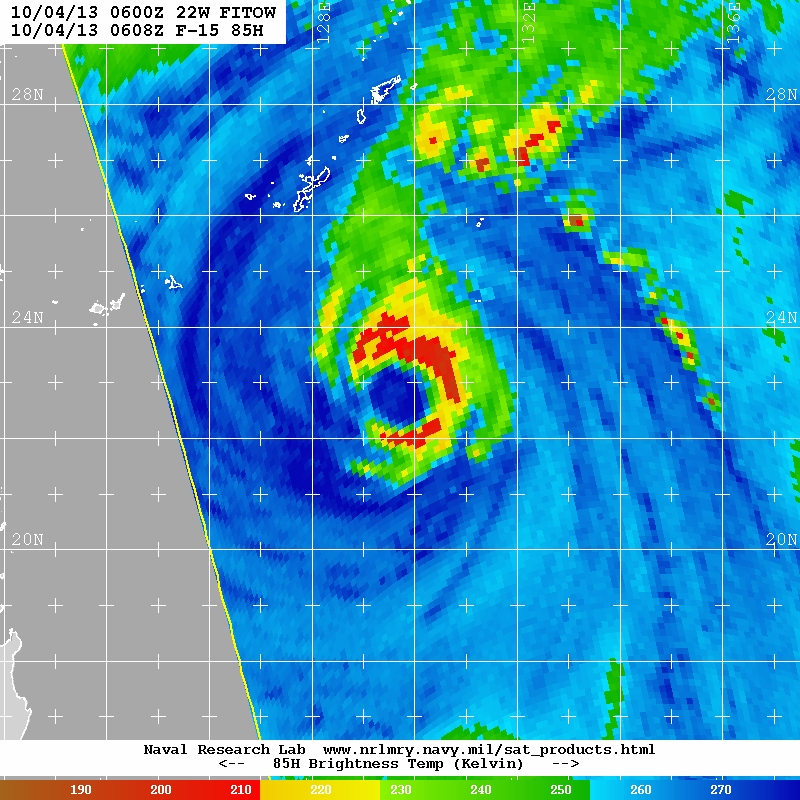 10/04/13 0600Z 22W FITOW
10/04/13 0608Z F-15 85H
128E 132E 136E
28N 28N
24N 24N
20N 20N
Naval Research Lab www.nrlmry.navy.mil/sat_products.html
<-- 85H Brightness Temp (Kelvin) -->
190 200 210 220 230 240 250 260 270